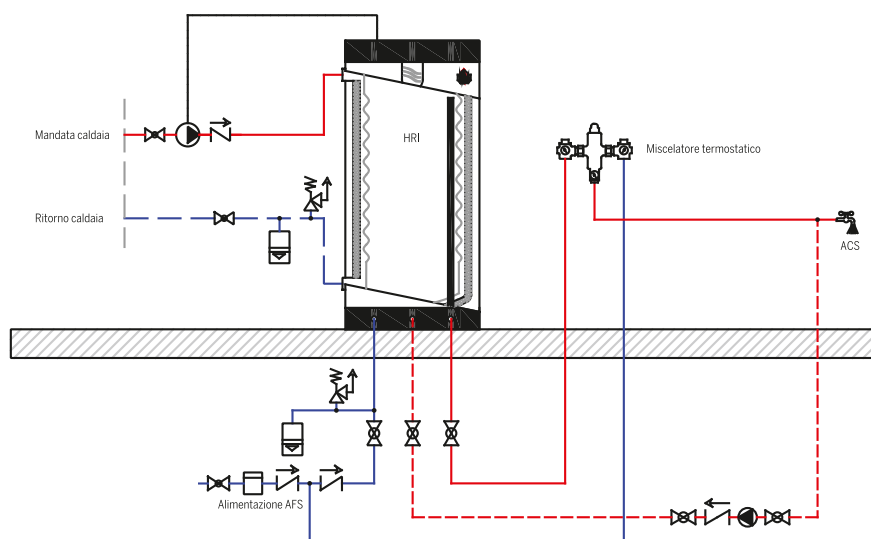 HRI
Mandata caldaia
Miscelatore termostatico
Ritorno caldaia
ACS
Alimentazione AFS